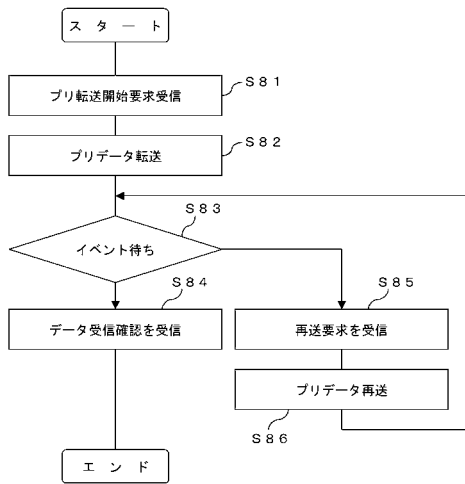 スタート
S81
プリ転送開始要求受信
S82
プリデータ転送
S83
イベント待ち
S84
データ受信確認を受信
S85
再送要求を受信
プリデータ再送
S86
エンド